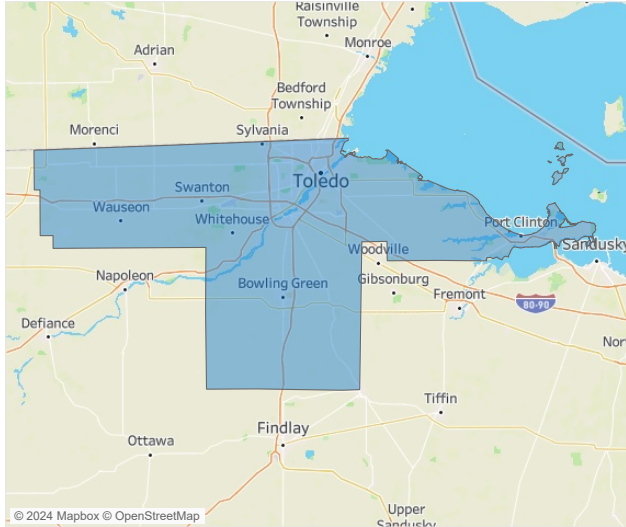 Raisinville
Township
Adrian
Monroe
Bedford
Township
Morenci
Sylvania
Toledo
Swanton
Wauseon
Whitehouse
Port Clinton
Sandusky
Woodville
Napoleon
Bowling Green
Gibsonburg
Fremont
80-90
Defiance
Nor
Tiffin
Findlay
Ottawa
Upper
Sandusky
© 2024 Mapbox © OpenStreetMap